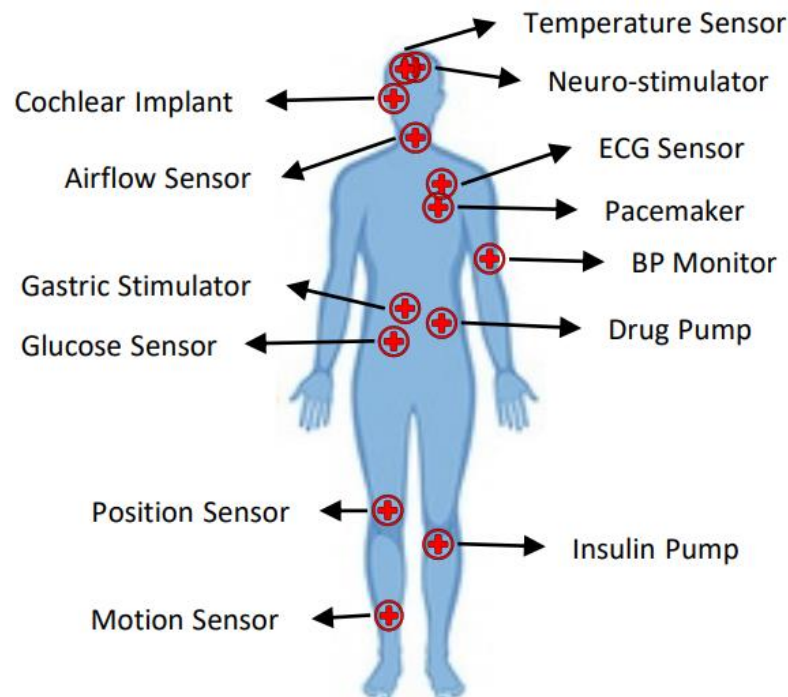 Temperature Sensor
Neuro-stimulator
Cochlear Implant
ECG Sensor
Airflow Sensor
Pacemaker
BP Monitor
Gastric Stimulator
Drug Pump
Glucose Sensor
Position Sensor
Insulin Pump
Motion Sensor